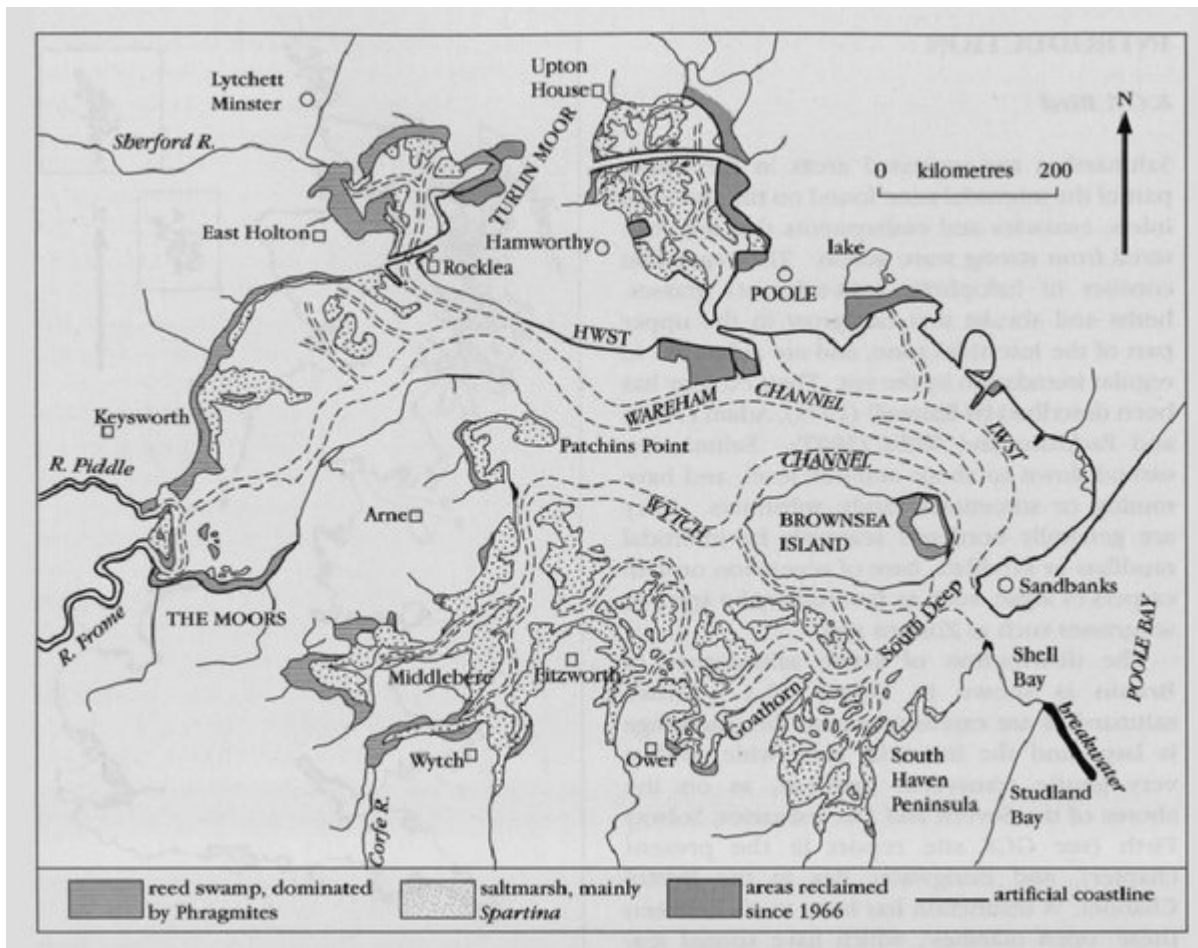 Lytchett
Minster
Upton
House
N
Sherford R.
TURLIN MOOR
0 kilometres 200
East Holton
Hamworthy
lake
Rocklea
POOLE
HWST
WAREHAM CHANNEL
LWST
Keysworth
Patchins Point
CHANNEL
R. Piddle
WYTCH
Arne
BROWNSEA
ISLAND
Sandbanks
THE MOORS
R. Frome
South Deep
POOLE BAY
Shell
Bay
Middlebere
Fitzworth
Goathorn
breakwater
Wytch
Ower
South
Haven
Peninsula
Studland
Bay
Corfe R.
reed swamp, dominated
by Phragmites
saltmarsh, mainly
Spartina
areas reclaimed
since 1966
artificial coastline